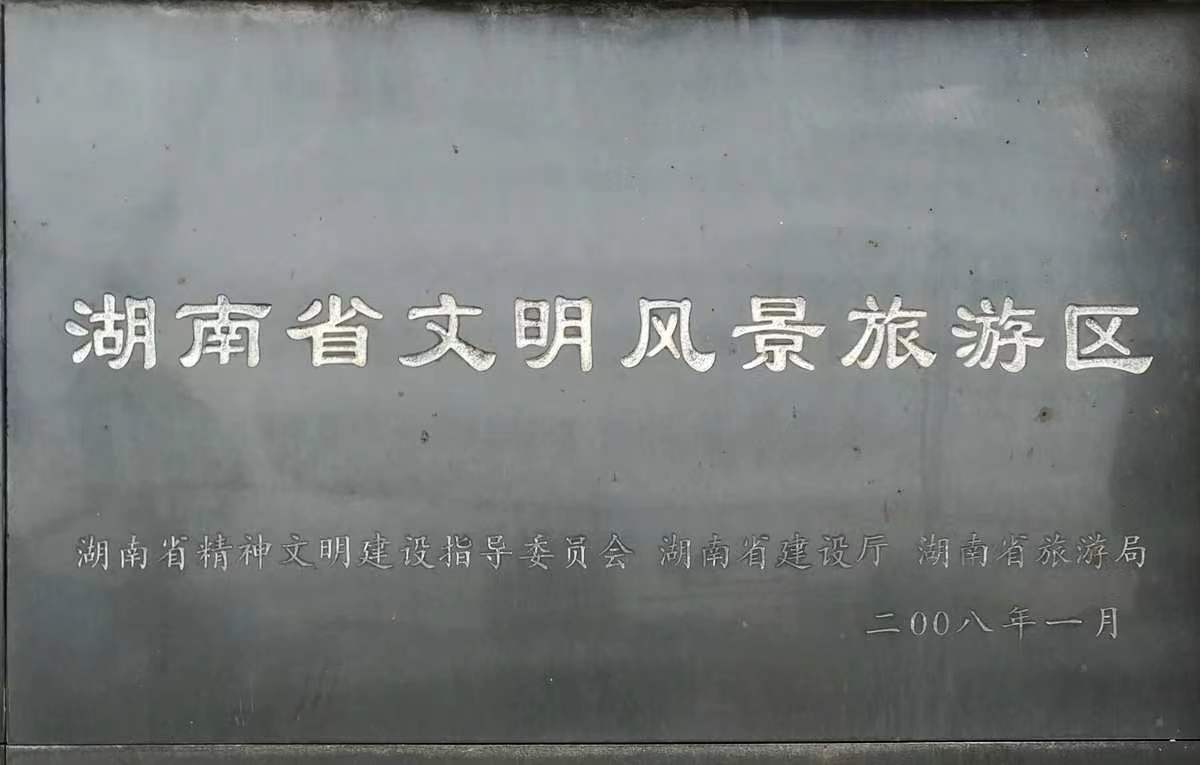 湖南省文明风景旅游区
湖南省精神文明建设指导委员会 湖南省建设厅 湖南省旅游局
二00八年一月